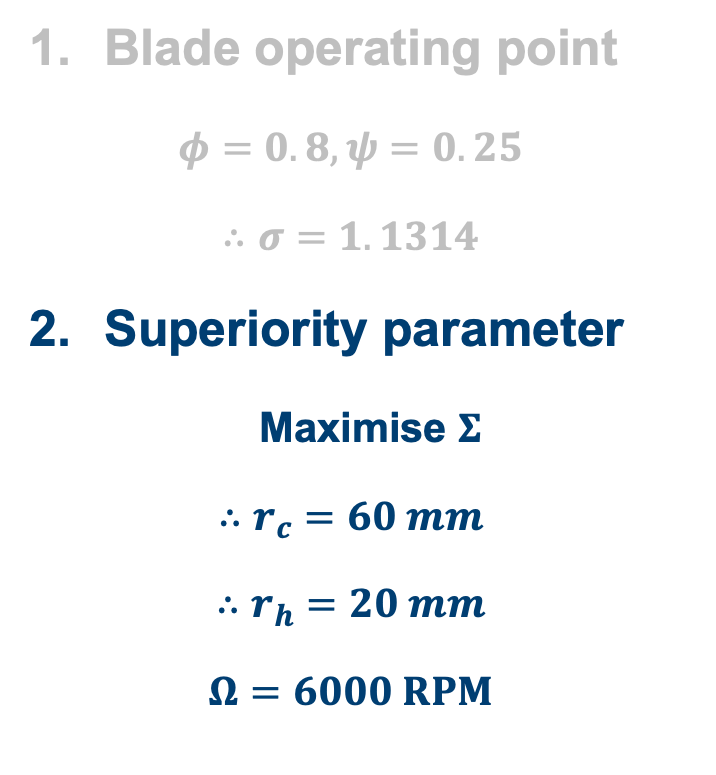 1. Blade operating point
ϕ = 0.8, ψ = 0.25
∴ σ = 1.1314
2. Superiority parameter
Maximise Σ
∴ r_c = 60 mm
∴ r_h = 20 mm
Ω = 6000 RPM